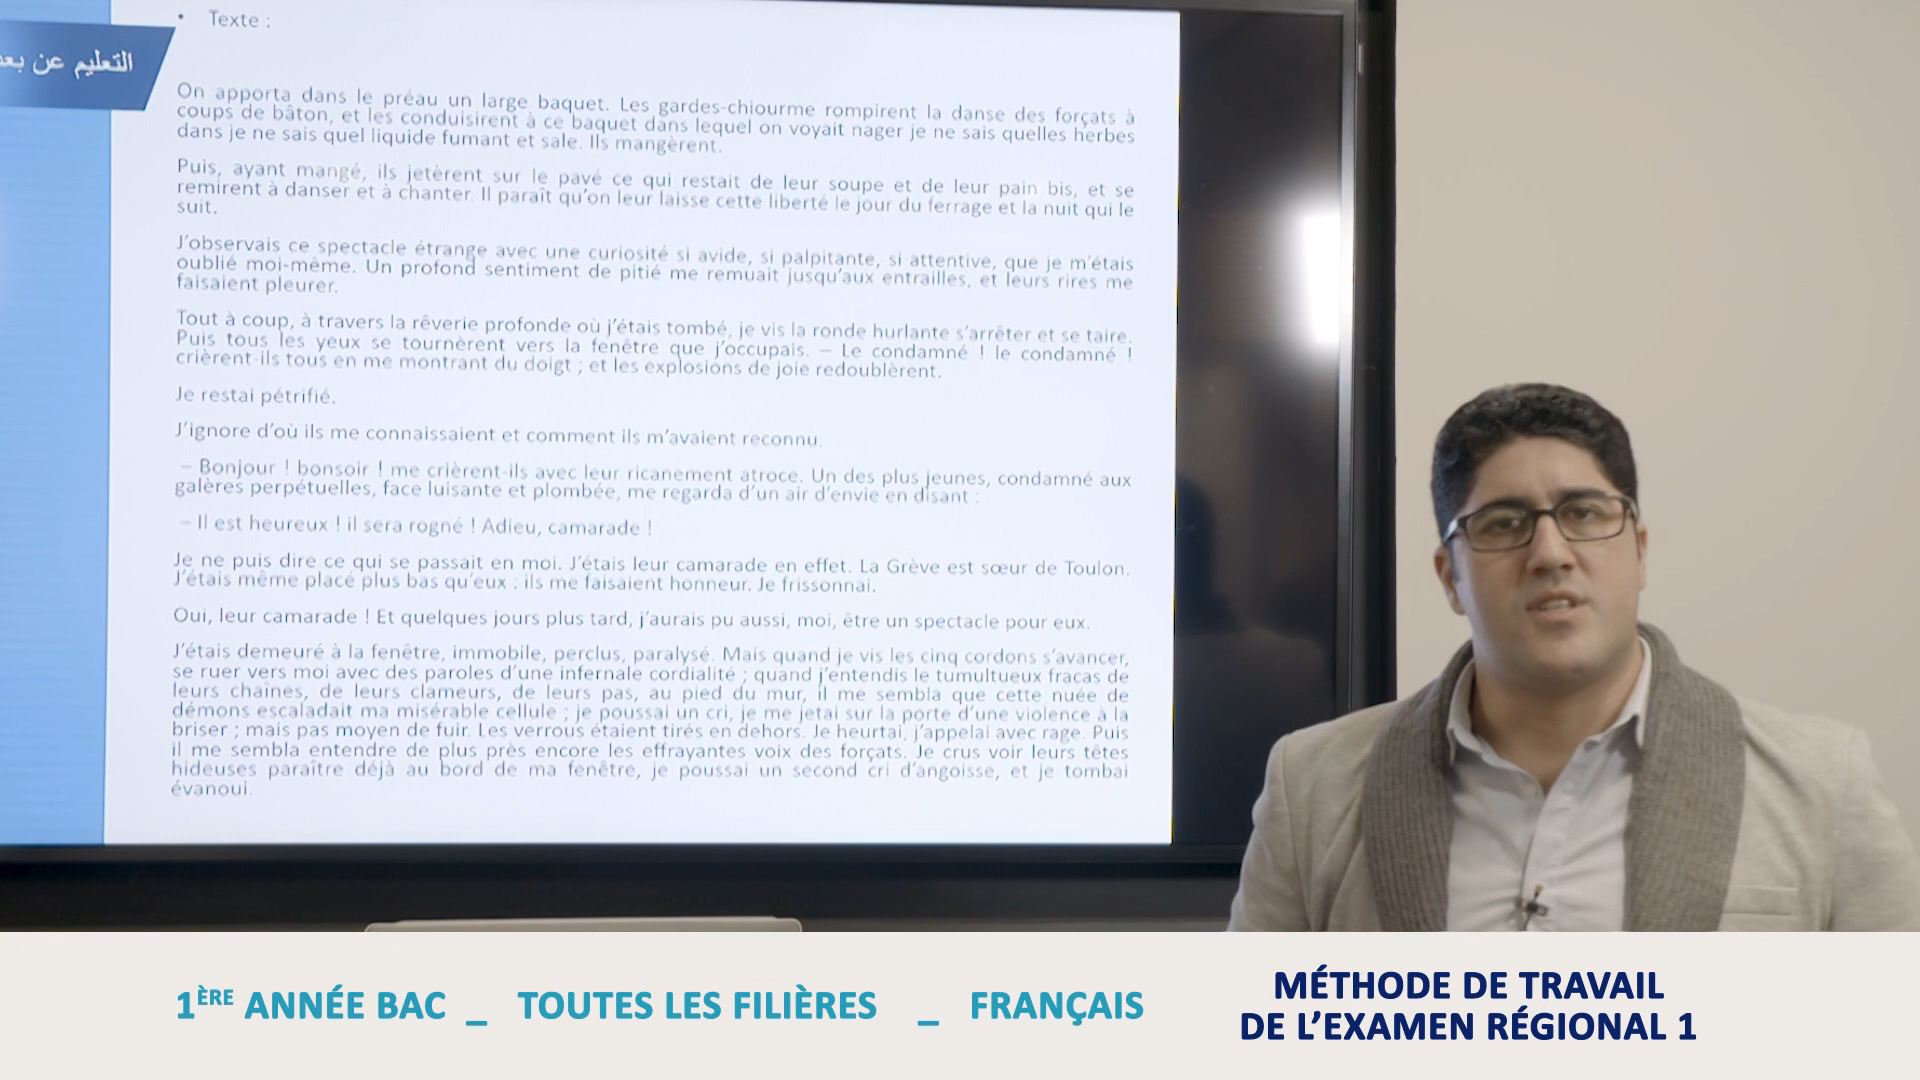 • Texte :
التعليم عن بعد
On apporta dans le préau un large baquet. Les gardes-chiourme rompirent la danse des forçats à
coups de bâton, et les conduisirent à ce baquet dans lequel on voyait nager je ne sais quelles herbes
dans je ne sais quel liquide fumant et sale. Ils mangèrent.
Puis, ayant mangé, ils jetèrent sur le pavé ce qui restait de leur soupe et de leur pain bis, et se
remirent à danser et à chanter. Il paraît qu’on leur laisse cette liberté le jour du ferrage et la nuit qui le
suit.
J’observais ce spectacle étrange avec une curiosité si avide, si palpitante, si attentive, que je m’étais
oublié moi-même. Un profond sentiment de pitié me remuait jusqu’aux entrailles, et leurs rires me
faisaient pleurer.
Tout à coup, à travers la rêverie profonde où j’étais tombé, je vis la ronde hurlante s’arrêter et se taire.
Puis tous les yeux se tournèrent vers la fenêtre que j’occupais. – Le condamné ! le condamné !
crièrent-ils tous en me montrant du doigt ; et les explosions de joie redoublèrent.
Je restai pétrifié.
J’ignore d’où ils me connaissaient et comment ils m’avaient reconnu.
– Bonjour ! bonsoir ! me crièrent-ils avec leur ricanement atroce. Un des plus jeunes, condamné aux
galères perpétuelles, face luisante et plombée, me regarda d’un air d’envie en disant :
– Il est heureux ! il sera rogné ! Adieu, camarade !
Je ne puis dire ce qui se passait en moi. J’étais leur camarade en effet. La Grève est sœur de Toulon.
J’étais même placé plus bas qu’eux : ils me faisaient honneur. Je frissonnai.
Oui, leur camarade ! Et quelques jours plus tard, j’aurais pu aussi, moi, être un spectacle pour eux.
J’étais demeuré à la fenêtre, immobile, perclus, paralysé. Mais quand je vis les cinq cordons s’avancer,
se ruer vers moi avec des paroles d’une infernale cordialité ; quand j’entendis le tumultueux fracas de
leurs chaînes, de leurs clameurs, de leurs pas, au pied du mur, il me sembla que cette nuée de
démons escaladait ma misérable cellule ; je poussai un cri, je me jetai sur la porte d’une violence à la
briser ; mais pas moyen de fuir. Les verrous étaient tirés en dehors. Je heurtai, j’appelai avec rage. Puis
il me sembla entendre de plus près encore les effrayantes voix des forçats. Je crus voir leurs têtes
hideuses paraître déjà au bord de ma fenêtre, je poussai un second cri d’angoisse, et je tombai
évanoui.
1ÈRE ANNÉE BAC _ TOUTES LES FILIÈRES _ FRANÇAIS
MÉTHODE DE TRAVAIL
DE L’EXAMEN RÉGIONAL 1